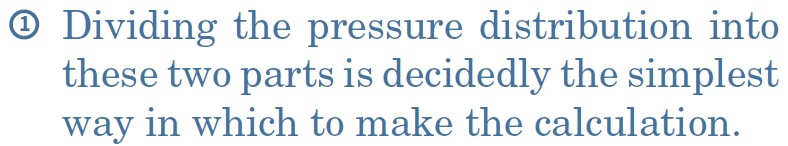 ① Dividing the pressure distribution into
these two parts is decidedly the simplest
way in which to make the calculation.